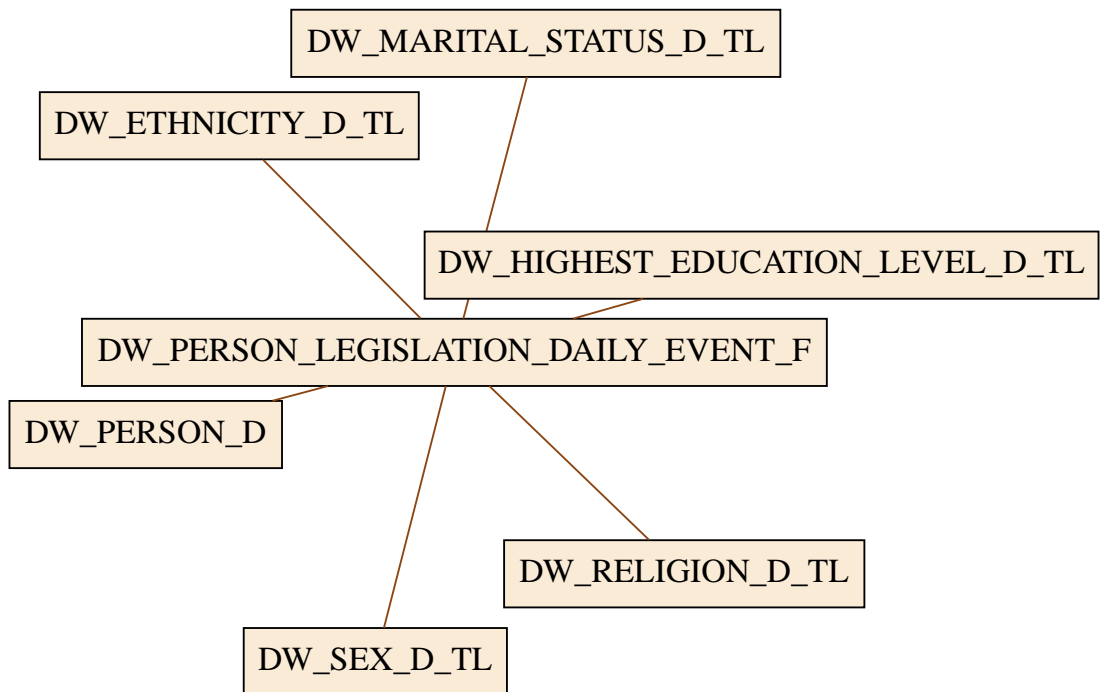 DW_MARITAL_STATUS_D_TL
DW_ETHNICITY_D_TL
DW_HIGHEST_EDUCATION_LEVEL_D_TL
DW_PERSON_LEGISLATION_DAILY_EVENT_F
DW_PERSON_D
DW_RELIGION_D_TL
DW_SEX_D_TL